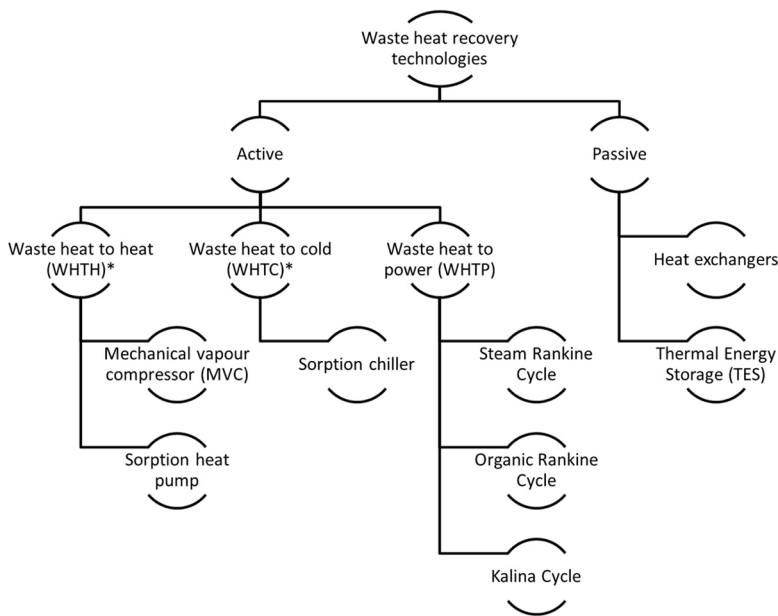 Waste heat recovery
technologies
Active
Passive
Waste heat to heat
(WHTH)*
Waste heat to cold
(WHTC)*
Waste heat to
power (WHTP)
Heat exchangers
Mechanical vapour
compressor (MVC)
Sorption chiller
Steam Rankine
Cycle
Thermal Energy
Storage (TES)
Sorption heat
pump
Organic Rankine
Cycle
Kalina Cycle